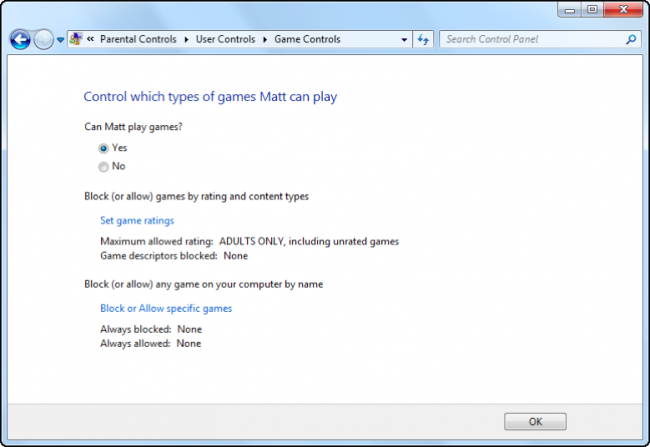 « Parental Controls ▸ User Controls ▸ Game Controls
Search Control Panel
Control which types of games Matt can play
Can Matt play games?
Yes
No
Block (or allow) games by rating and content types
Set game ratings
Maximum allowed rating: ADULTS ONLY, including unrated games
Game descriptors blocked: None
Block (or allow) any game on your computer by name
Block or Allow specific games
Always blocked: None
Always allowed: None
OK